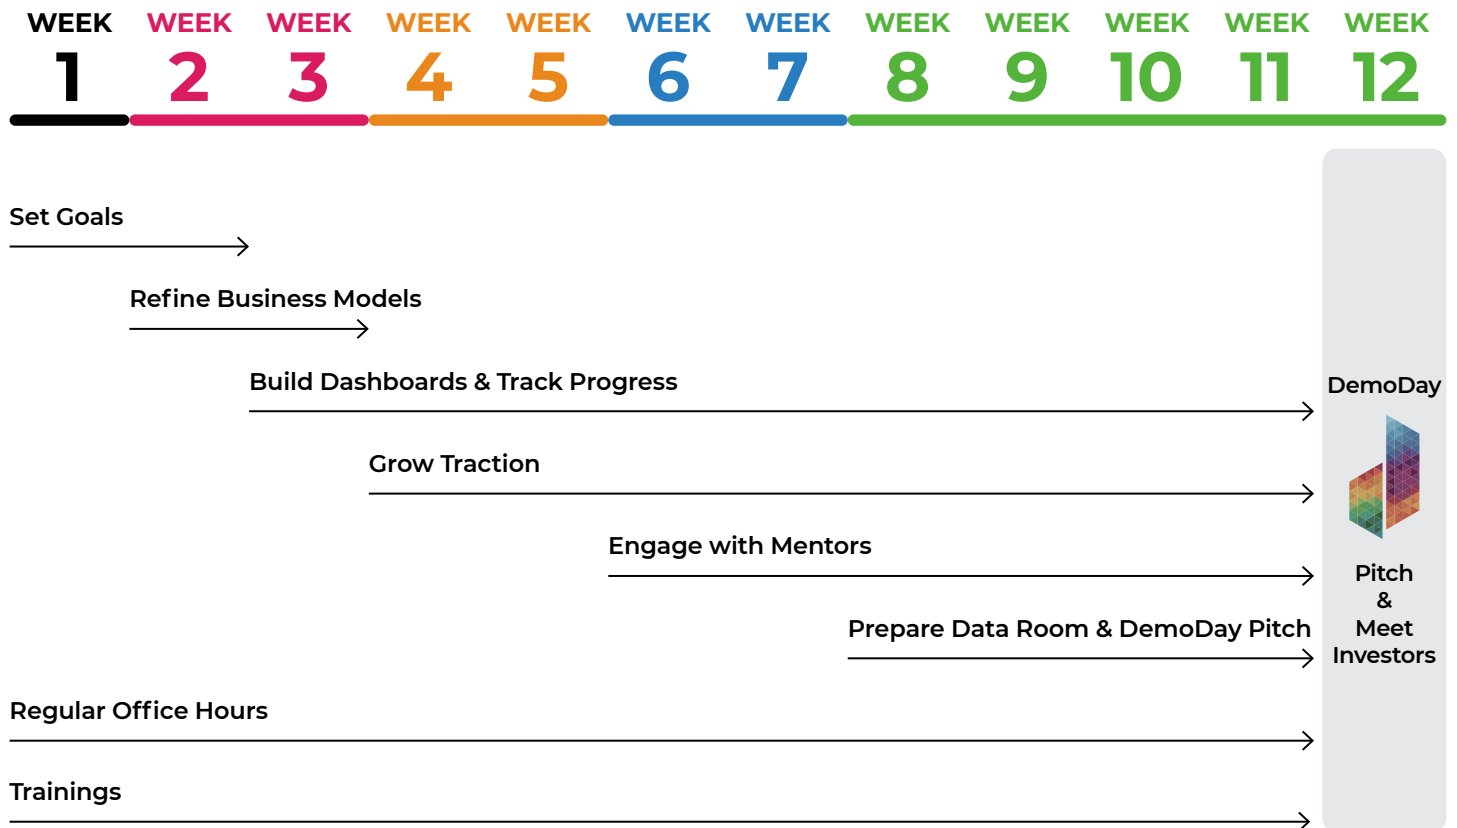 WEEK WEEK WEEK WEEK WEEK WEEK WEEK WEEK WEEK WEEK WEEK WEEK
1 2 3 4 5 6 7 8 9 10 11 12
Set Goals
Refine Business Models
Build Dashboards & Track Progress
Grow Traction
Engage with Mentors
Prepare Data Room & DemoDay Pitch
Regular Office Hours
Trainings
DemoDay
Pitch
&
Meet
Investors